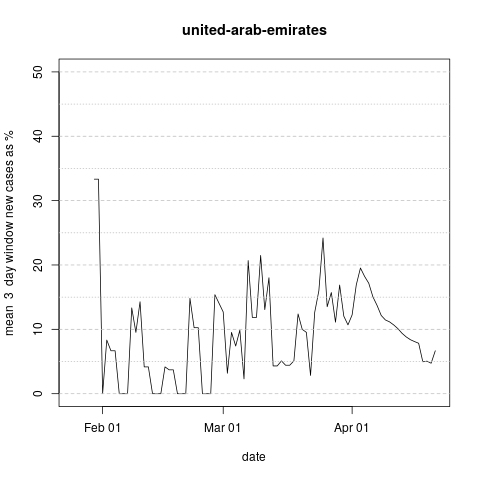 united-arab-emirates
mean 3 day window new cases as %
50
40
30
20
10
0
Feb 01
Mar 01
Apr 01
date